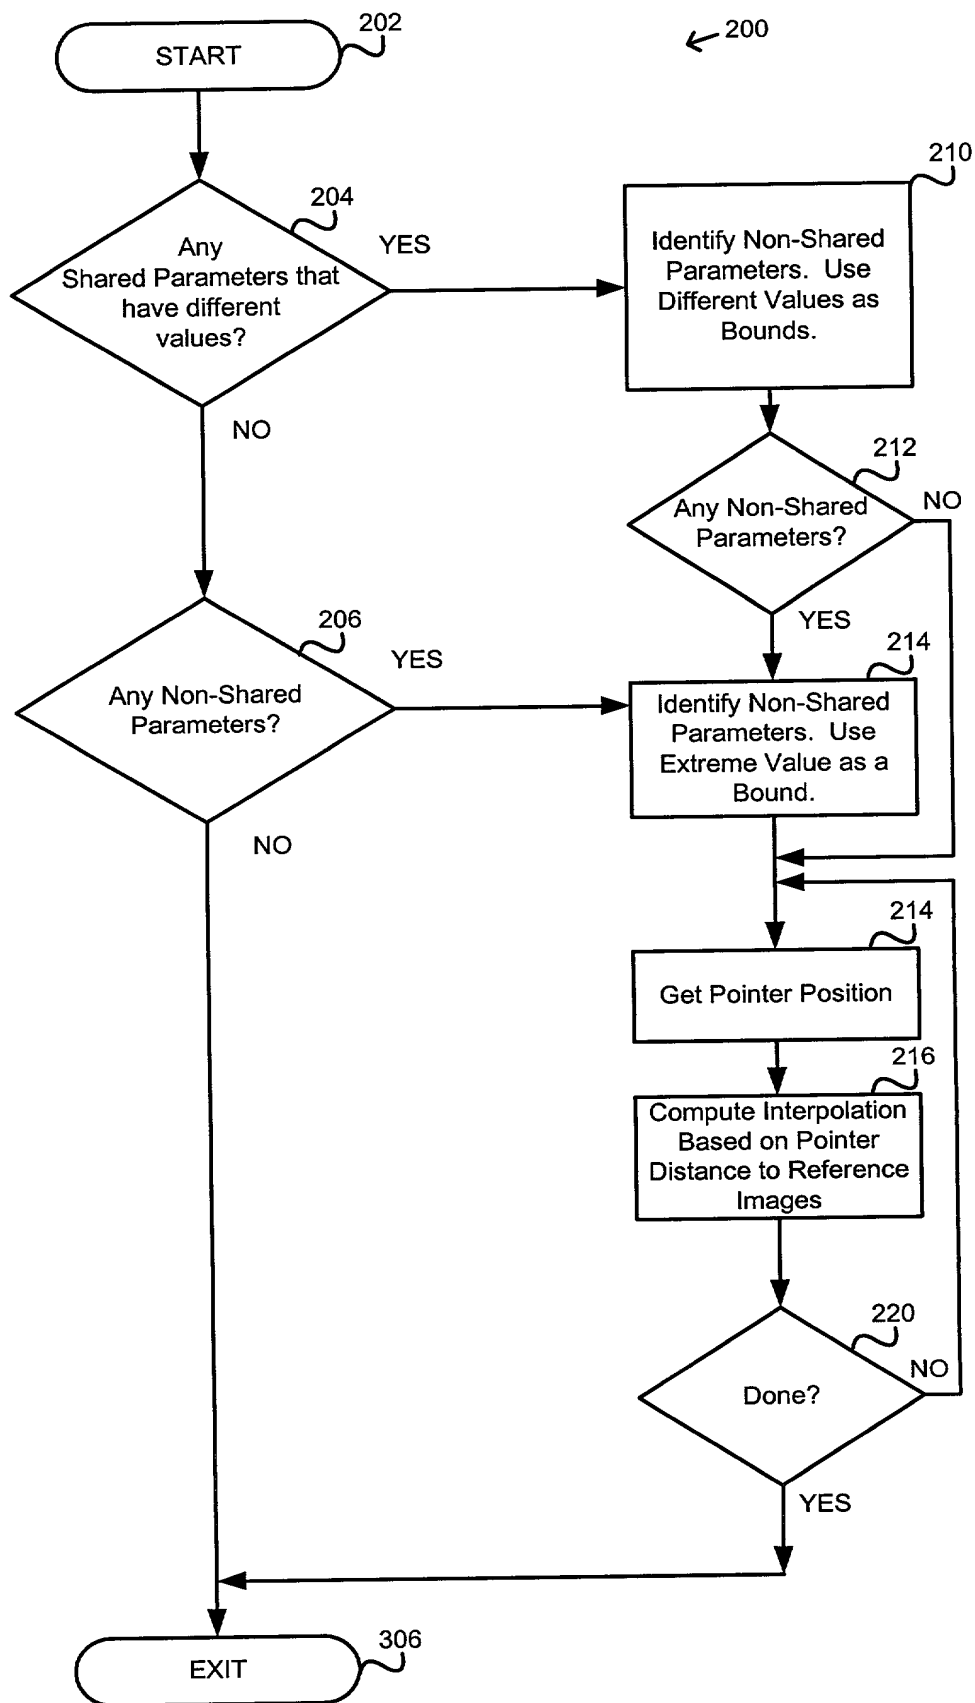 202
START
200
210
204
YES
Any
Shared Parameters that
have different
values?
Identify Non-Shared
Parameters. Use
Different Values as
Bounds.
NO
212
NO
Any Non-Shared
Parameters?
YES
206
YES
214
Any Non-Shared
Parameters?
Identify Non-Shared
Parameters. Use
Extreme Value as a
Bound.
NO
214
Get Pointer Position
216
Compute Interpolation
Based on Pointer
Distance to Reference
Images
220
NO
Done?
YES
306
EXIT